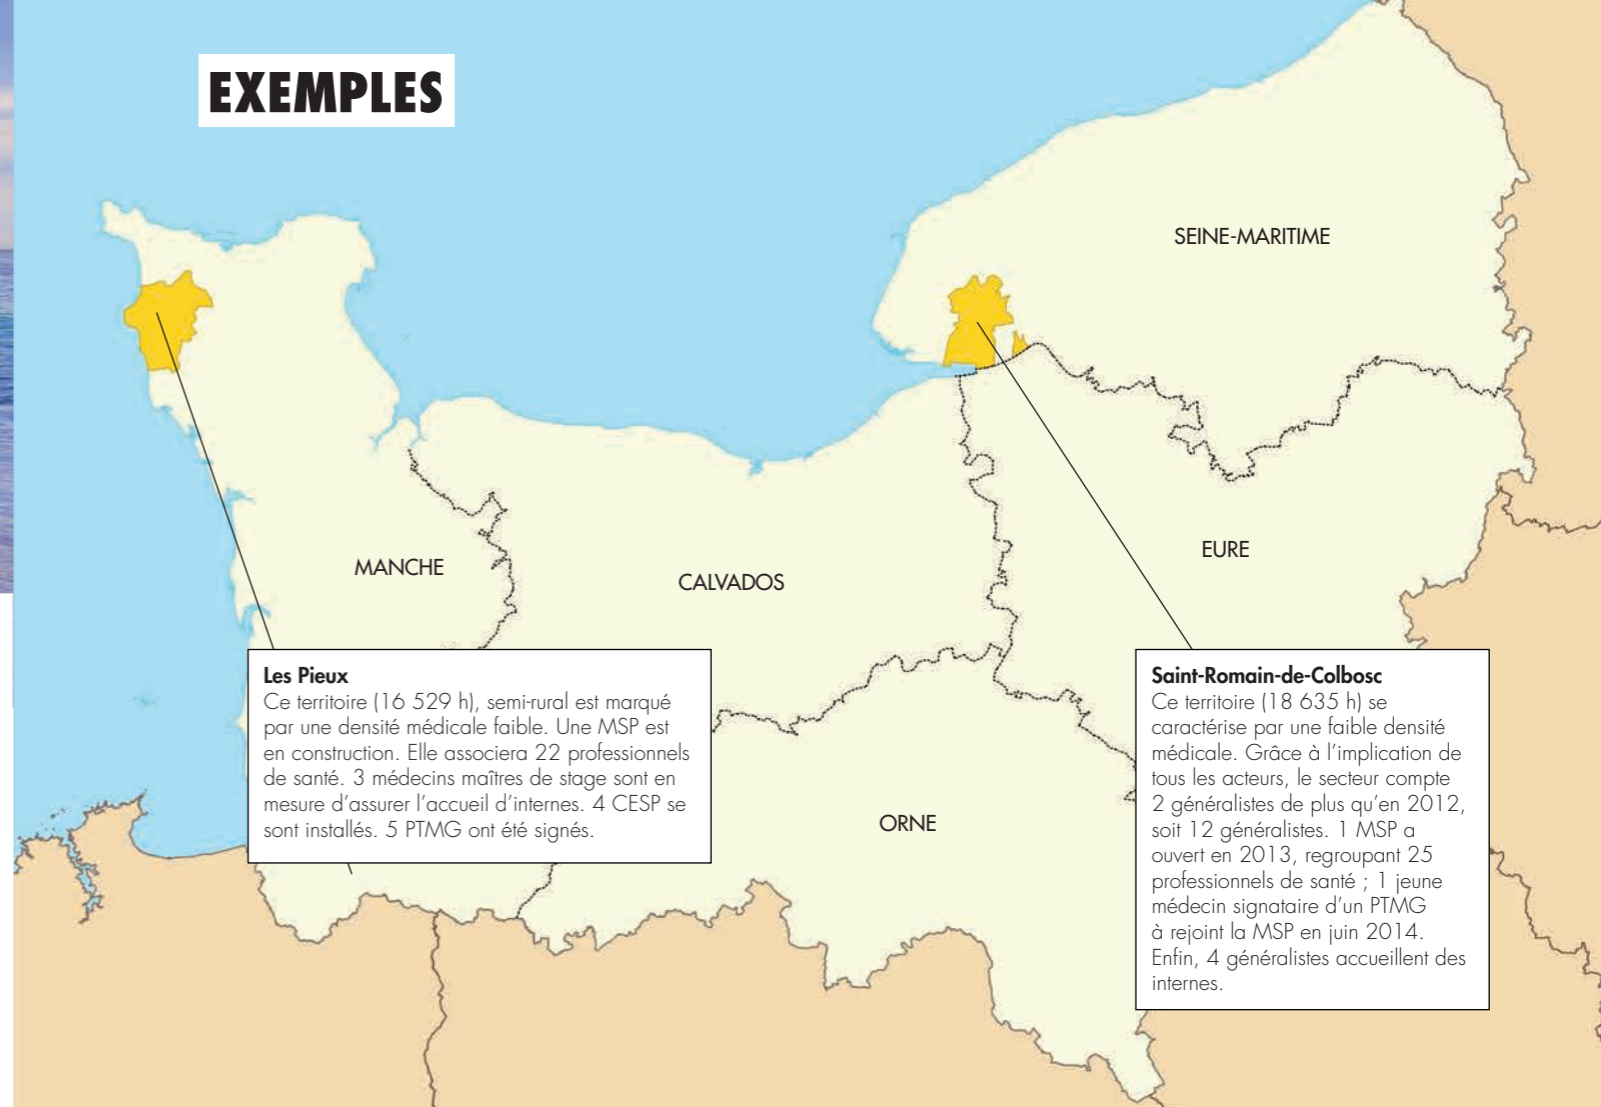 EXEMPLES
SEINE-MARITIME
MANCHE
CALVADOS
EURE
ORNE
Les Pieux
Ce territoire (16 529 h), semi-rural est marqué
par une densité médicale faible. Une MSP est
en construction. Elle associera 22 professionnels
de santé. 3 médecins maîtres de stage sont en
mesure d'assurer l'accueil d'internes. 4 CESP se
sont installés. 5 PTMG ont été signés.
Saint-Romain-de-Colbosc
Ce territoire (18 635 h) se
caractérise par une faible densité
médicale. Grâce à l'implication de
tous les acteurs, le secteur compte
2 généralistes de plus qu'en 2012,
soit 12 généralistes. 1 MSP a
ouvert en 2013, regroupant 25
professionnels de santé ; 1 jeune
médecin signataire d'un PTMG
à rejoint la MSP en juin 2014.
Enfin, 4 généralistes accueillent des
internes.